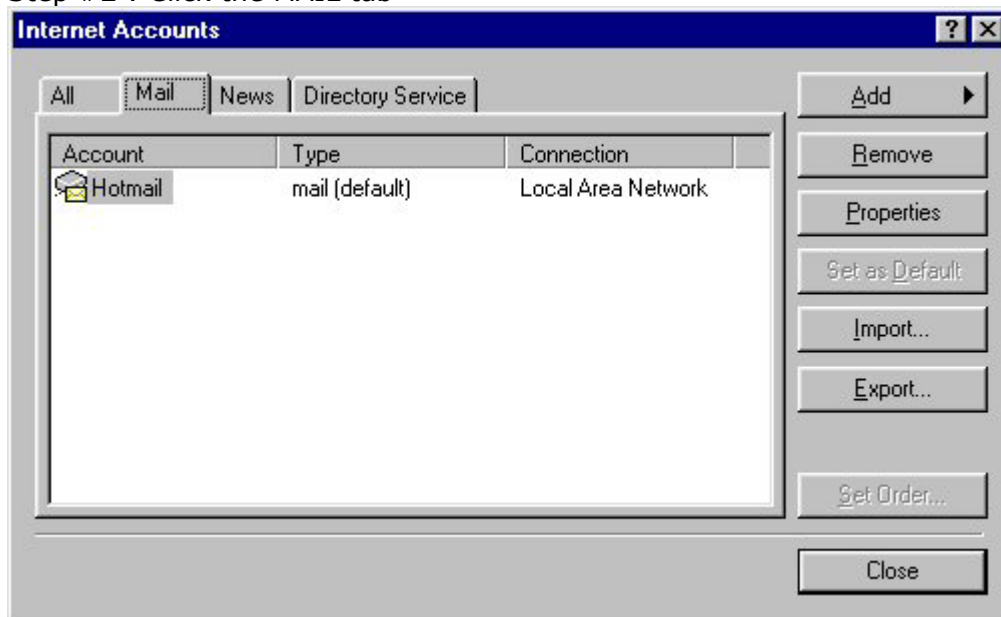 Internet Accounts
All Mail News Directory Service
Add
Account Type Connection
Remove
Hotmail mail (default) Local Area Network
Properties
Set as Default
Import...
Export...
Set Order...
Close